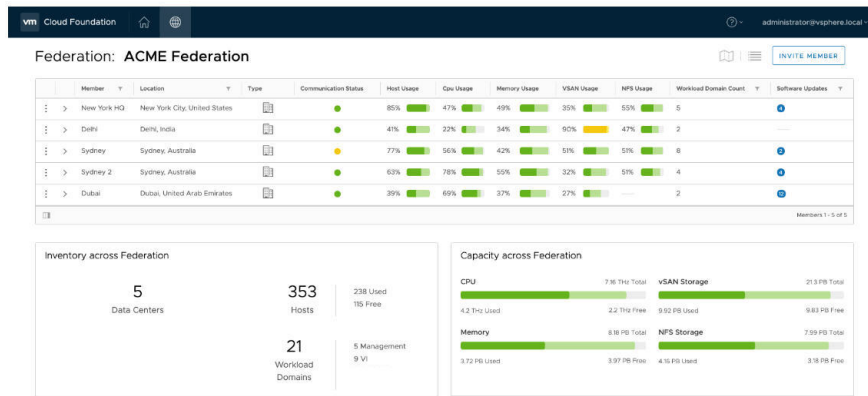 vm Cloud Foundation administrator@vsphere.local
Federation: ACME Federation INVITE MEMBER
Member Location Type Communication Status Host Usage Cpu Usage Memory Usage VSAN Usage NFS Usage Workload Domain Count Software Updates
New York HQ New York City, United States 85% 47% 49% 35% 55% 5 4
Delhi Delhi, India 41% 22% 34% 90% 47% 2
Sydney Sydney, Australia 77% 56% 42% 51% 51% 8 2
Sydney 2 Sydney, Australia 63% 78% 55% 32% 51% 4 4
Dubai Dubai, United Arab Emirates 39% 69% 37% 27% 2 12
Members 1 - 5 of 5
Inventory across Federation
5
Data Centers
353
Hosts
238 Used
115 Free
21
Workload
Domains
5 Management
9 VI
Capacity across Federation
CPU 7.16 THz Total
4.2 THz Used 2.2 THz Free
vSAN Storage 21.3 PB Total
9.92 PB Used 9.83 PB Free
Memory 8.18 PB Total
3.72 PB Used 3.97 PB Free
NFS Storage 7.99 PB Total
4.15 PB Used 3.18 PB Free